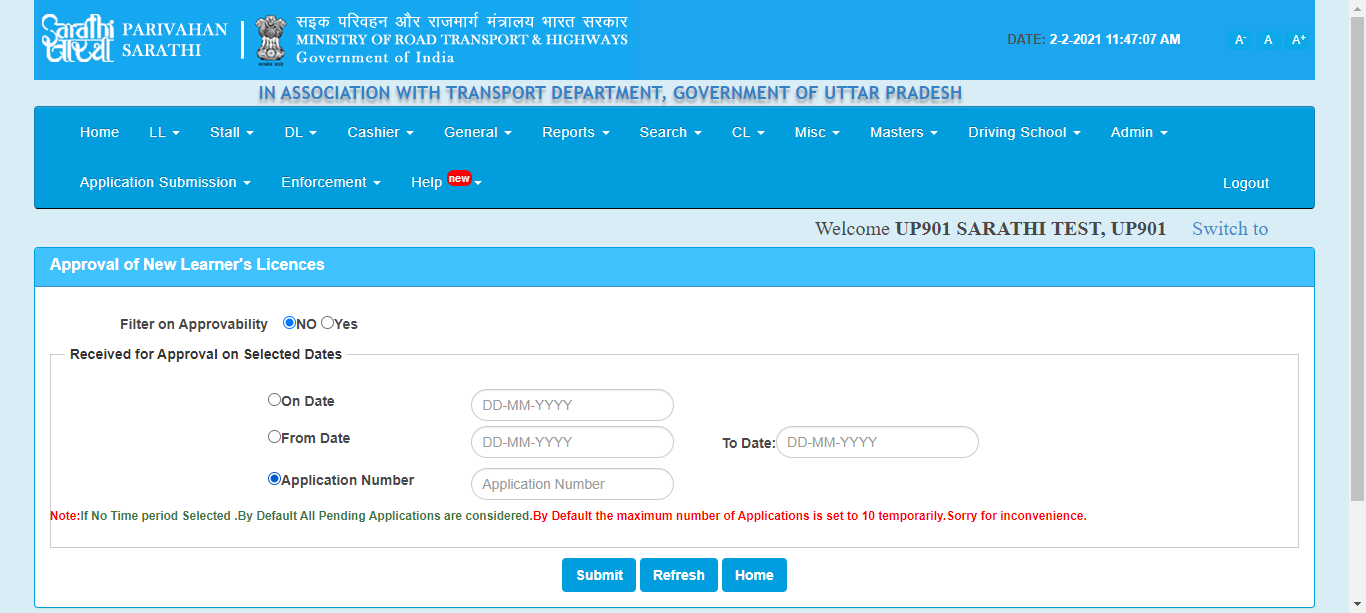 Sarathi
सारथी
PARIVAHAN
SARATHI
सड़क परिवहन और राजमार्ग मंत्रालय भारत सरकार
MINISTRY OF ROAD TRANSPORT & HIGHWAYS
Government of India
DATE: 2-2-2021 11:47:07 AM A- A A+
IN ASSOCIATION WITH TRANSPORT DEPARTMENT, GOVERNMENT OF UTTAR PRADESH
Home LL Stall DL Cashier General Reports Search CL Misc Masters Driving School Admin
Application Submission Enforcement Help new Logout
Welcome UP901 SARATHI TEST, UP901 Switch to
Approval of New Learner's Licences
Filter on Approvability NO Yes
Received for Approval on Selected Dates
On Date DD-MM-YYYY
From Date DD-MM-YYYY To Date: DD-MM-YYYY
Application Number Application Number
Note:If No Time period Selected .By Default All Pending Applications are considered.By Default the maximum number of Applications is set to 10 temporarily.Sorry for inconvenience.
Submit Refresh Home